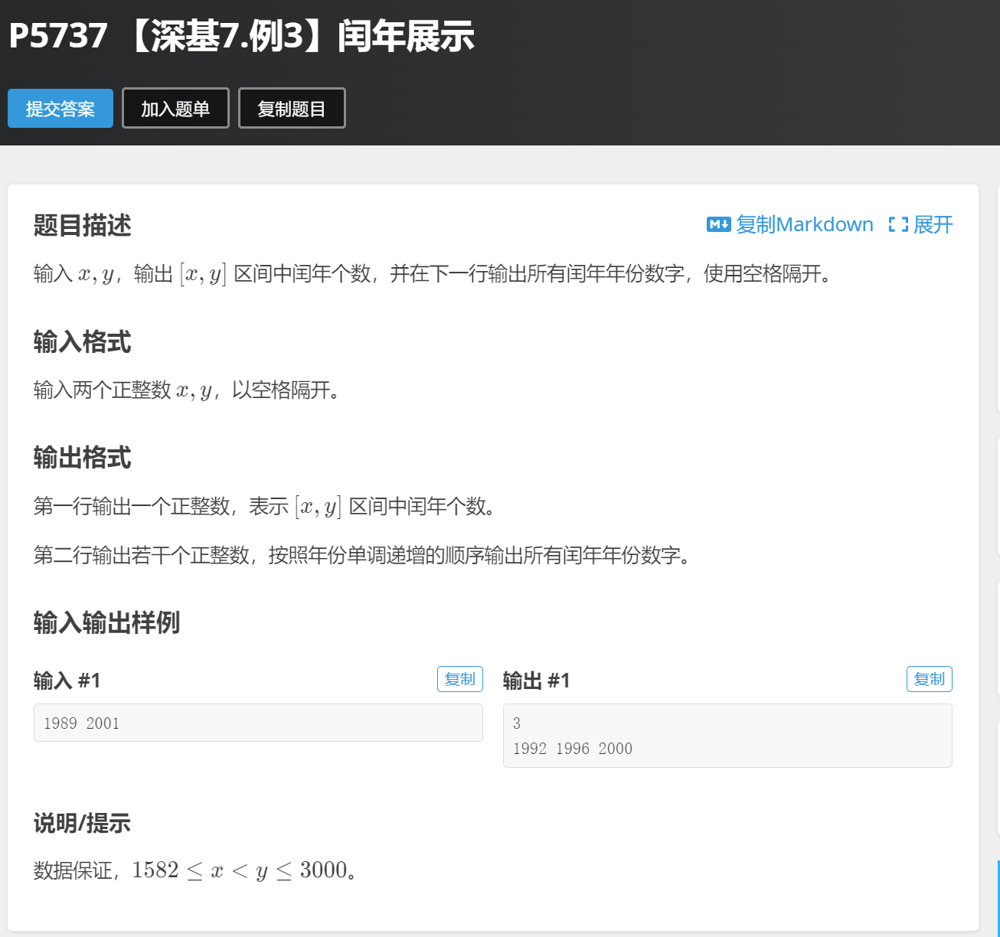 P5737 【深基7.例3】闰年展示
提交答案 加入题单 复制题目
题目描述 复制Markdown 展开
输入 x, y，输出 [x, y] 区间中闰年个数，并在下一行输出所有闰年年份数字，使用空格隔开。
输入格式
输入两个正整数 x, y，以空格隔开。
输出格式
第一行输出一个正整数，表示 [x, y] 区间中闰年个数。
第二行输出若干个正整数，按照年份单调递增的顺序输出所有闰年年份数字。
输入输出样例
输入 #1 复制 输出 #1 复制
1989 2001
3
1992 1996 2000
说明/提示
数据保证，1582 ≤ x < y ≤ 3000。